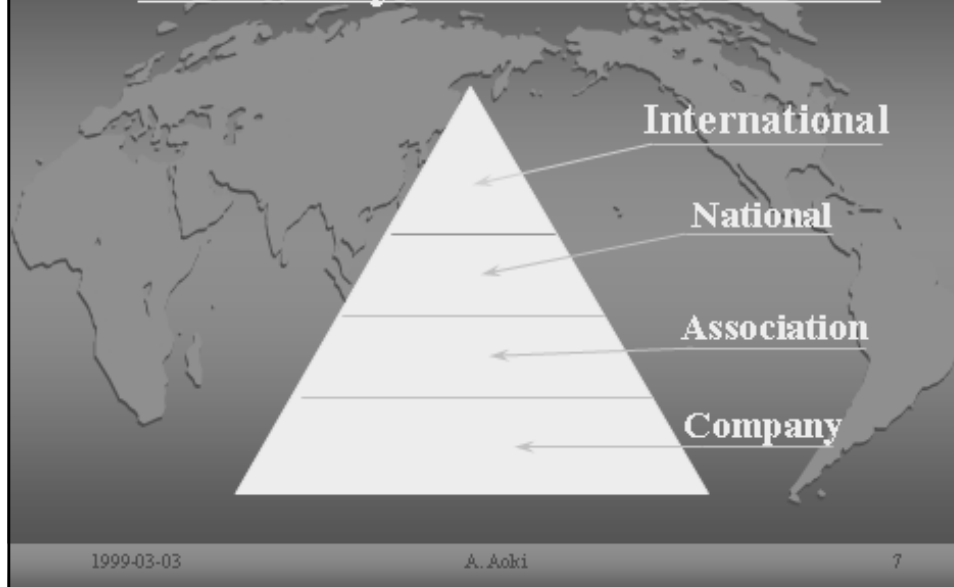 International
National
Association
Company
1999-03-03 A. Aoki 7